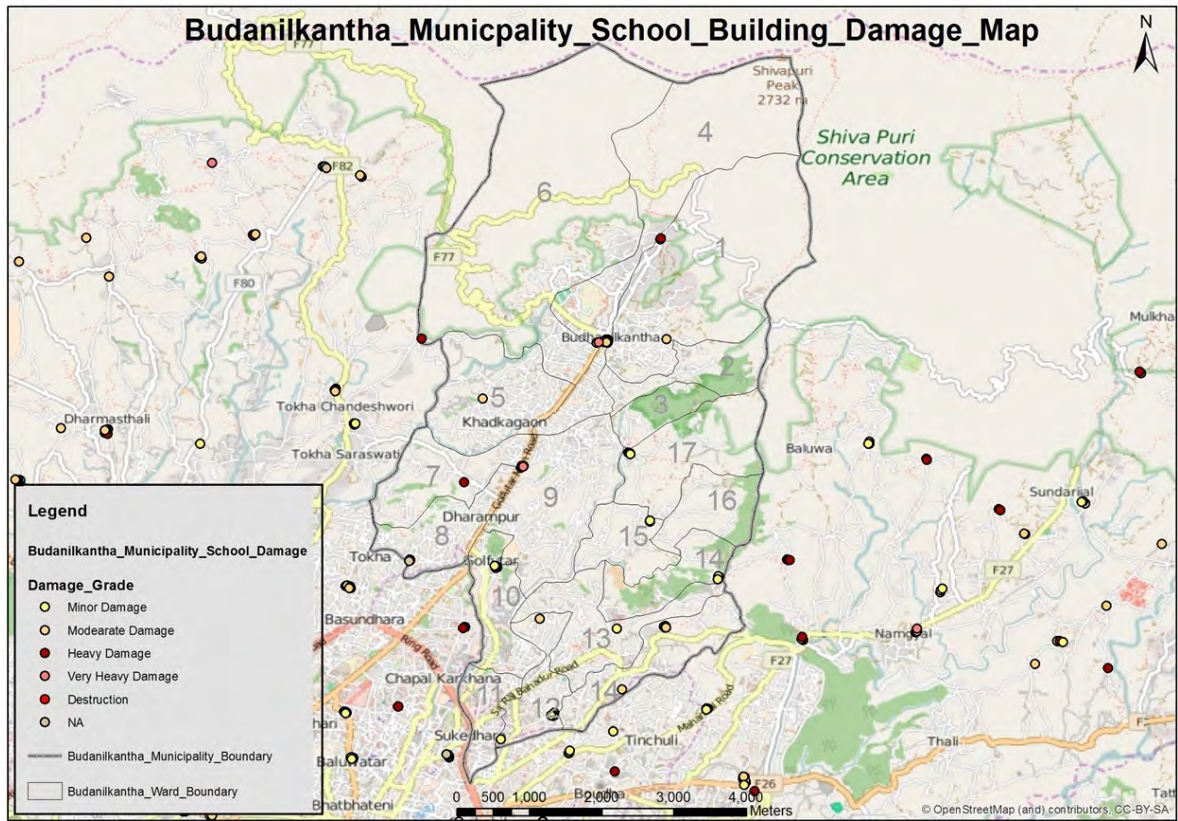 Budanilkantha_Municpality_School_Building_Damage_Map
N
F77
Shivapuri
Peak
2732 m
4
Shiva Puri
Conservation
Area
F82
6
1
F77
F80
Mulkha
Budhanilkantha
2
3
5
Tokha Chandeshwori
Khadkagaon
Dharmasthali
Tokha Saraswati
17
Baluwa
7
9
16
Sundarijal
Dharampur
15
8
Tokha
Golfutar
14
F27
10
Basundhara
13
Namgyal
Ring Road
F27
Chapal Karkhana
11
14
12
Mahankal Road
Sukedhara
Tinchuli
Thali
Baluwatar
F26
Bhatbhateni
Legend
Budanilkantha_Municipality_School_Damage
Damage_Grade
Minor Damage
Modearate Damage
Heavy Damage
Very Heavy Damage
Destruction
NA
Budanilkantha_Municipality_Boundary
Budanilkantha_Ward_Boundary
0 500 1,000 2,000 3,000 4,000
Meters
© OpenStreetMap (and) contributors, CC-BY-SA